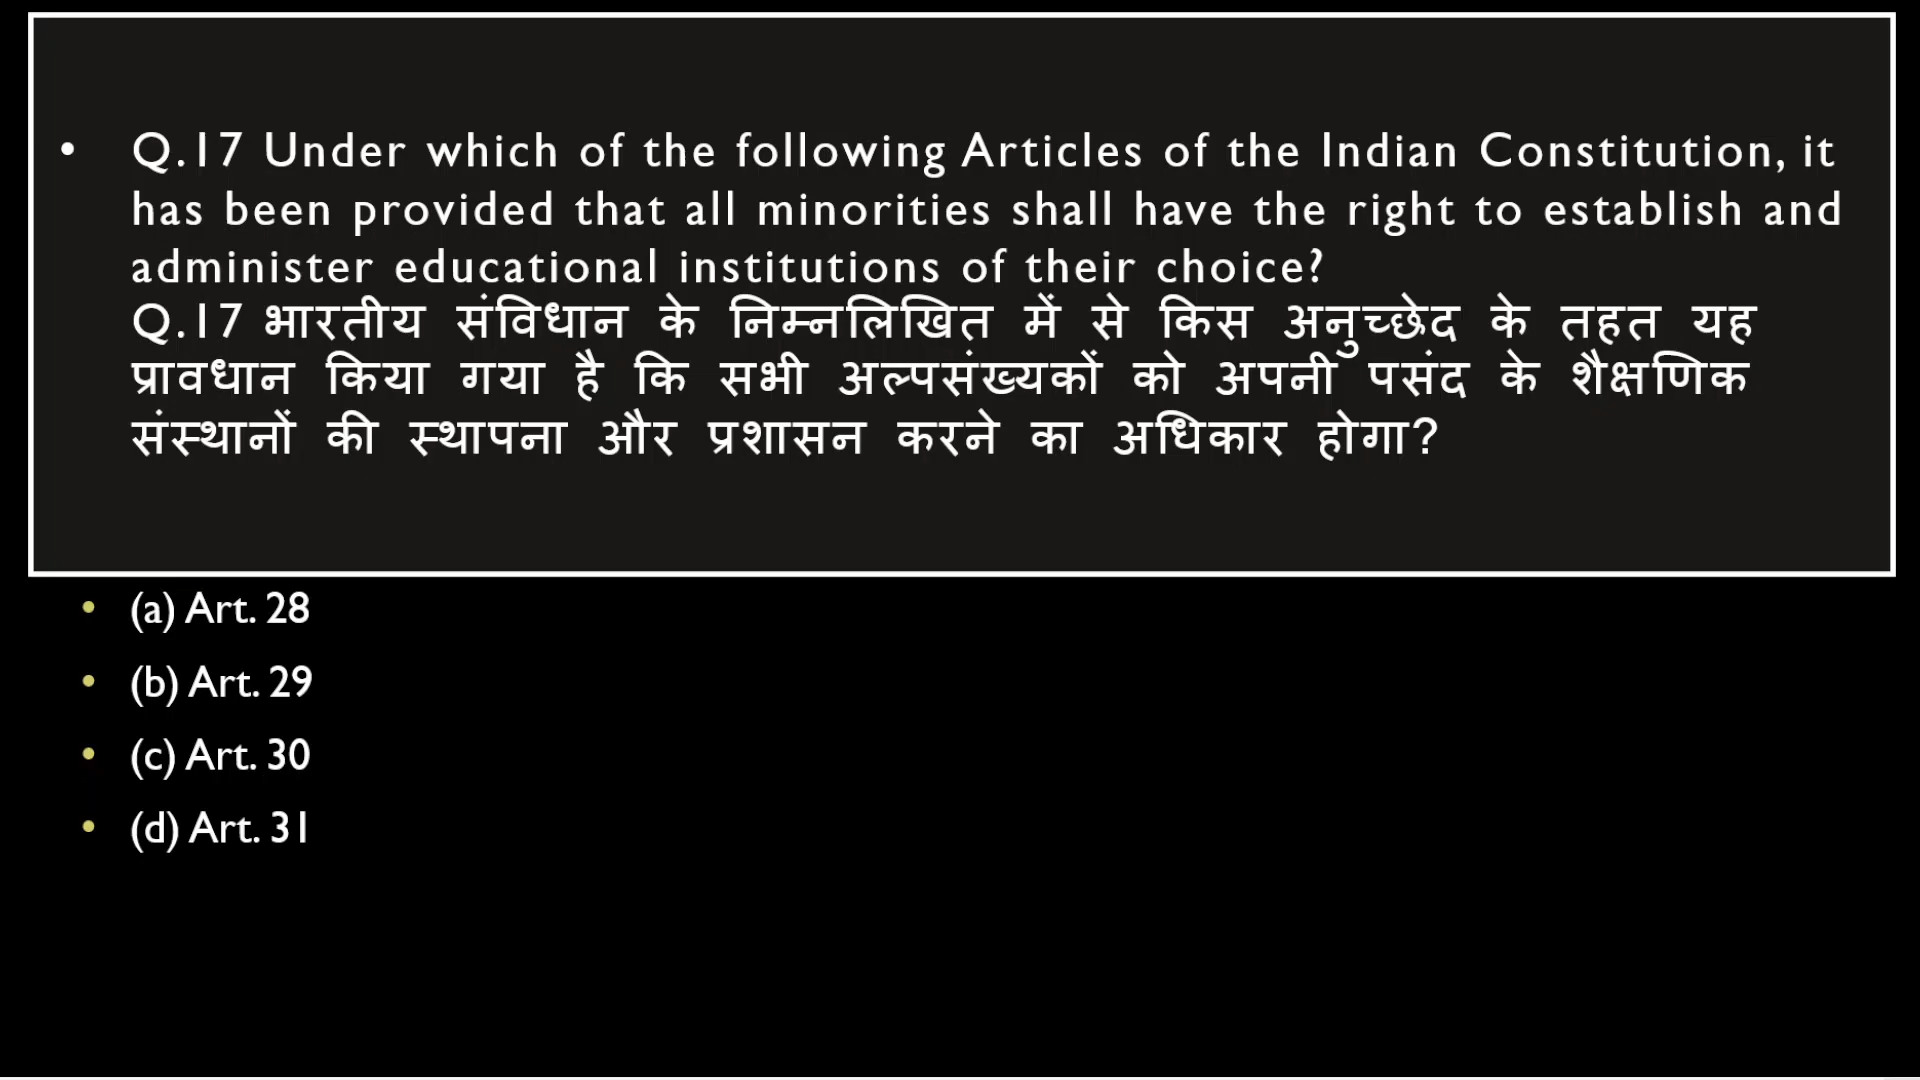 • Q.17 Under which of the following Articles of the Indian Constitution, it
has been provided that all minorities shall have the right to establish and
administer educational institutions of their choice?
Q.17 भारतीय संविधान के निम्नलिखित में से किस अनुच्छेद के तहत यह
प्रावधान किया गया है कि सभी अल्पसंख्यकों को अपनी पसंद के शैक्षणिक
संस्थानों की स्थापना और प्रशासन करने का अधिकार होगा?
• (a) Art. 28
• (b) Art. 29
• (c) Art. 30
• (d) Art. 31